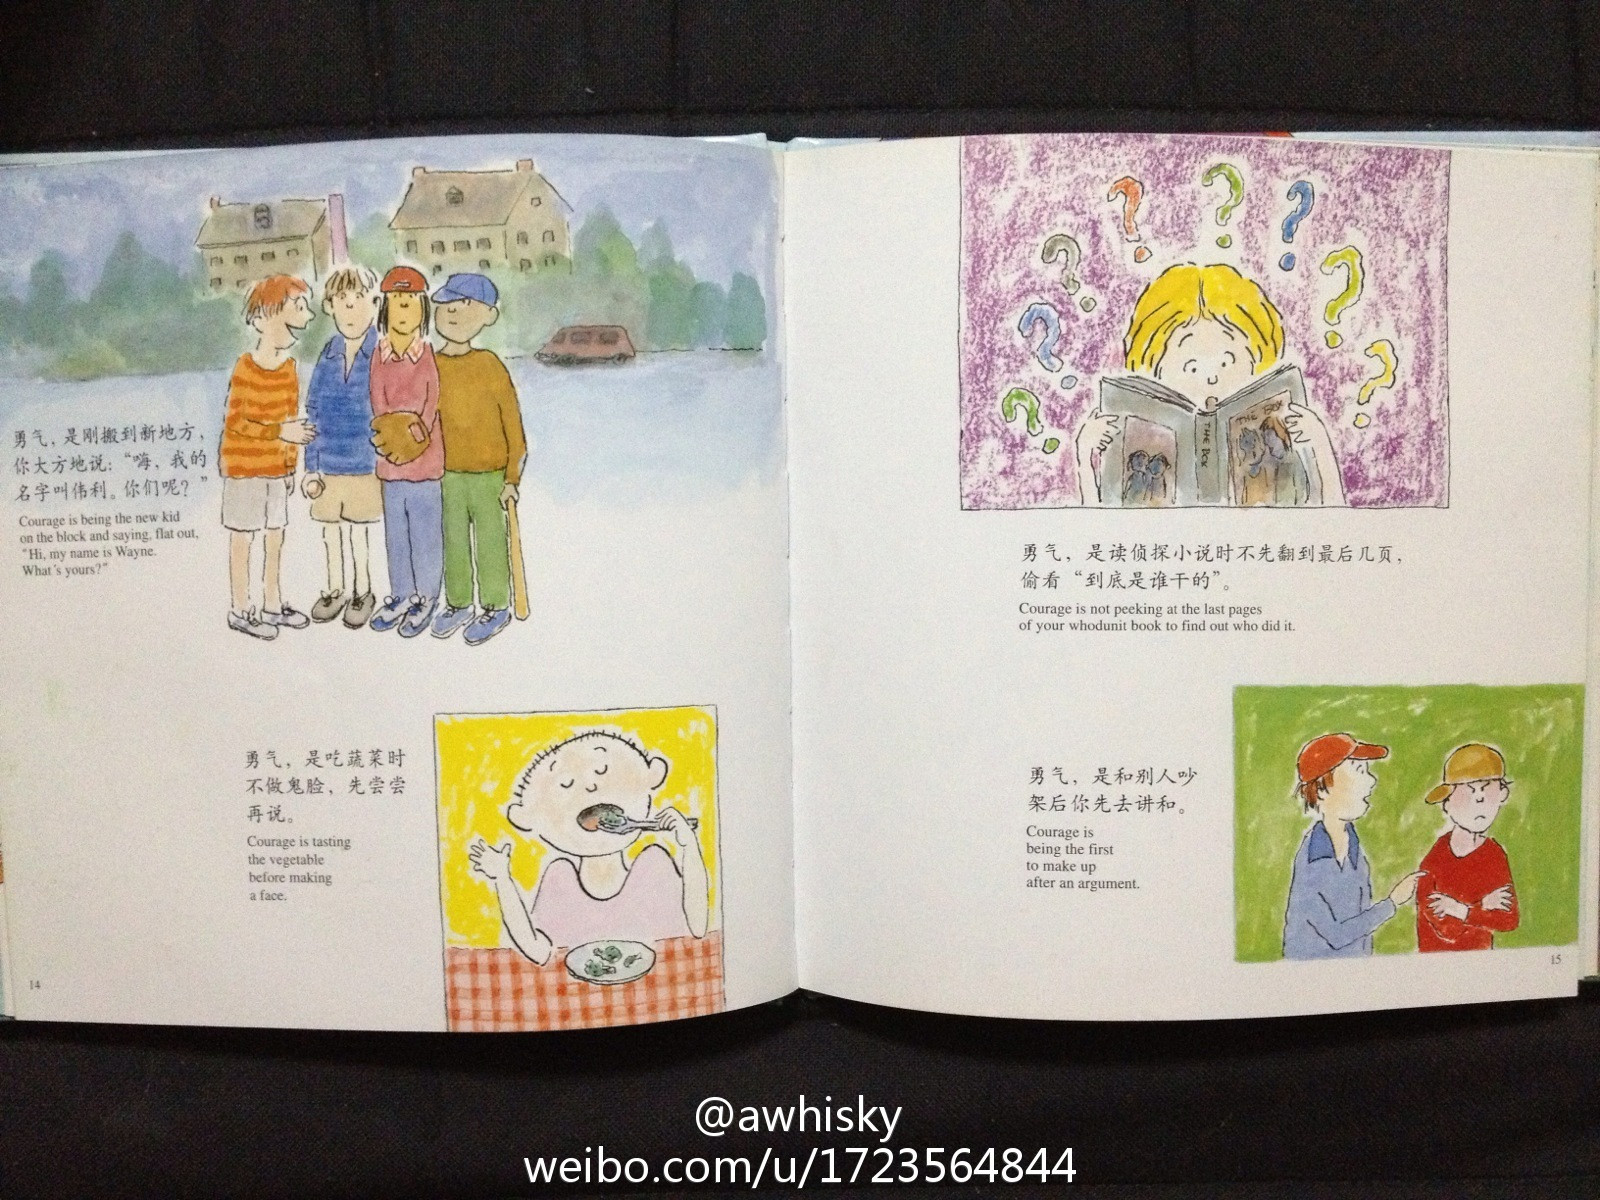 勇气，是刚搬到新地方，
你大方地说：“嗨，我的
名字叫伟利。你们呢？”
Courage is being the new kid
on the block and saying, flat out,
"Hi, my name is Wayne.
What's yours?"
勇气，是吃蔬菜时
不做鬼脸，先尝尝
再说。
Courage is tasting
the vegetable
before making
a face.
14
THE BOX
THE BOX
勇气，是读侦探小说时不先翻到最后几页，
偷看“到底是谁干的”。
Courage is not peeking at the last pages
of your whodunit book to find out who did it.
勇气，是和别人吵
架后你先去讲和。
Courage is
being the first
to make up
after an argument.
15
@awhisky
weibo.com/u/1723564844